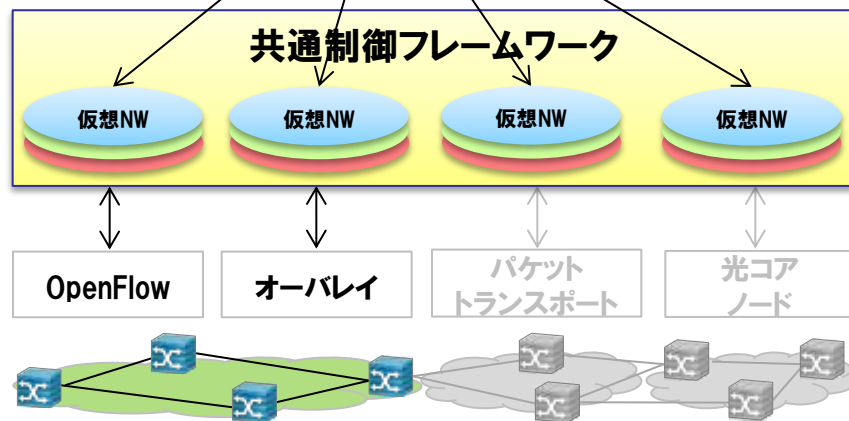 共通制御フレームワーク
仮想NW
仮想NW
仮想NW
仮想NW
OpenFlow
オーバレイ
パケット
トランスポート
光コア
ノード